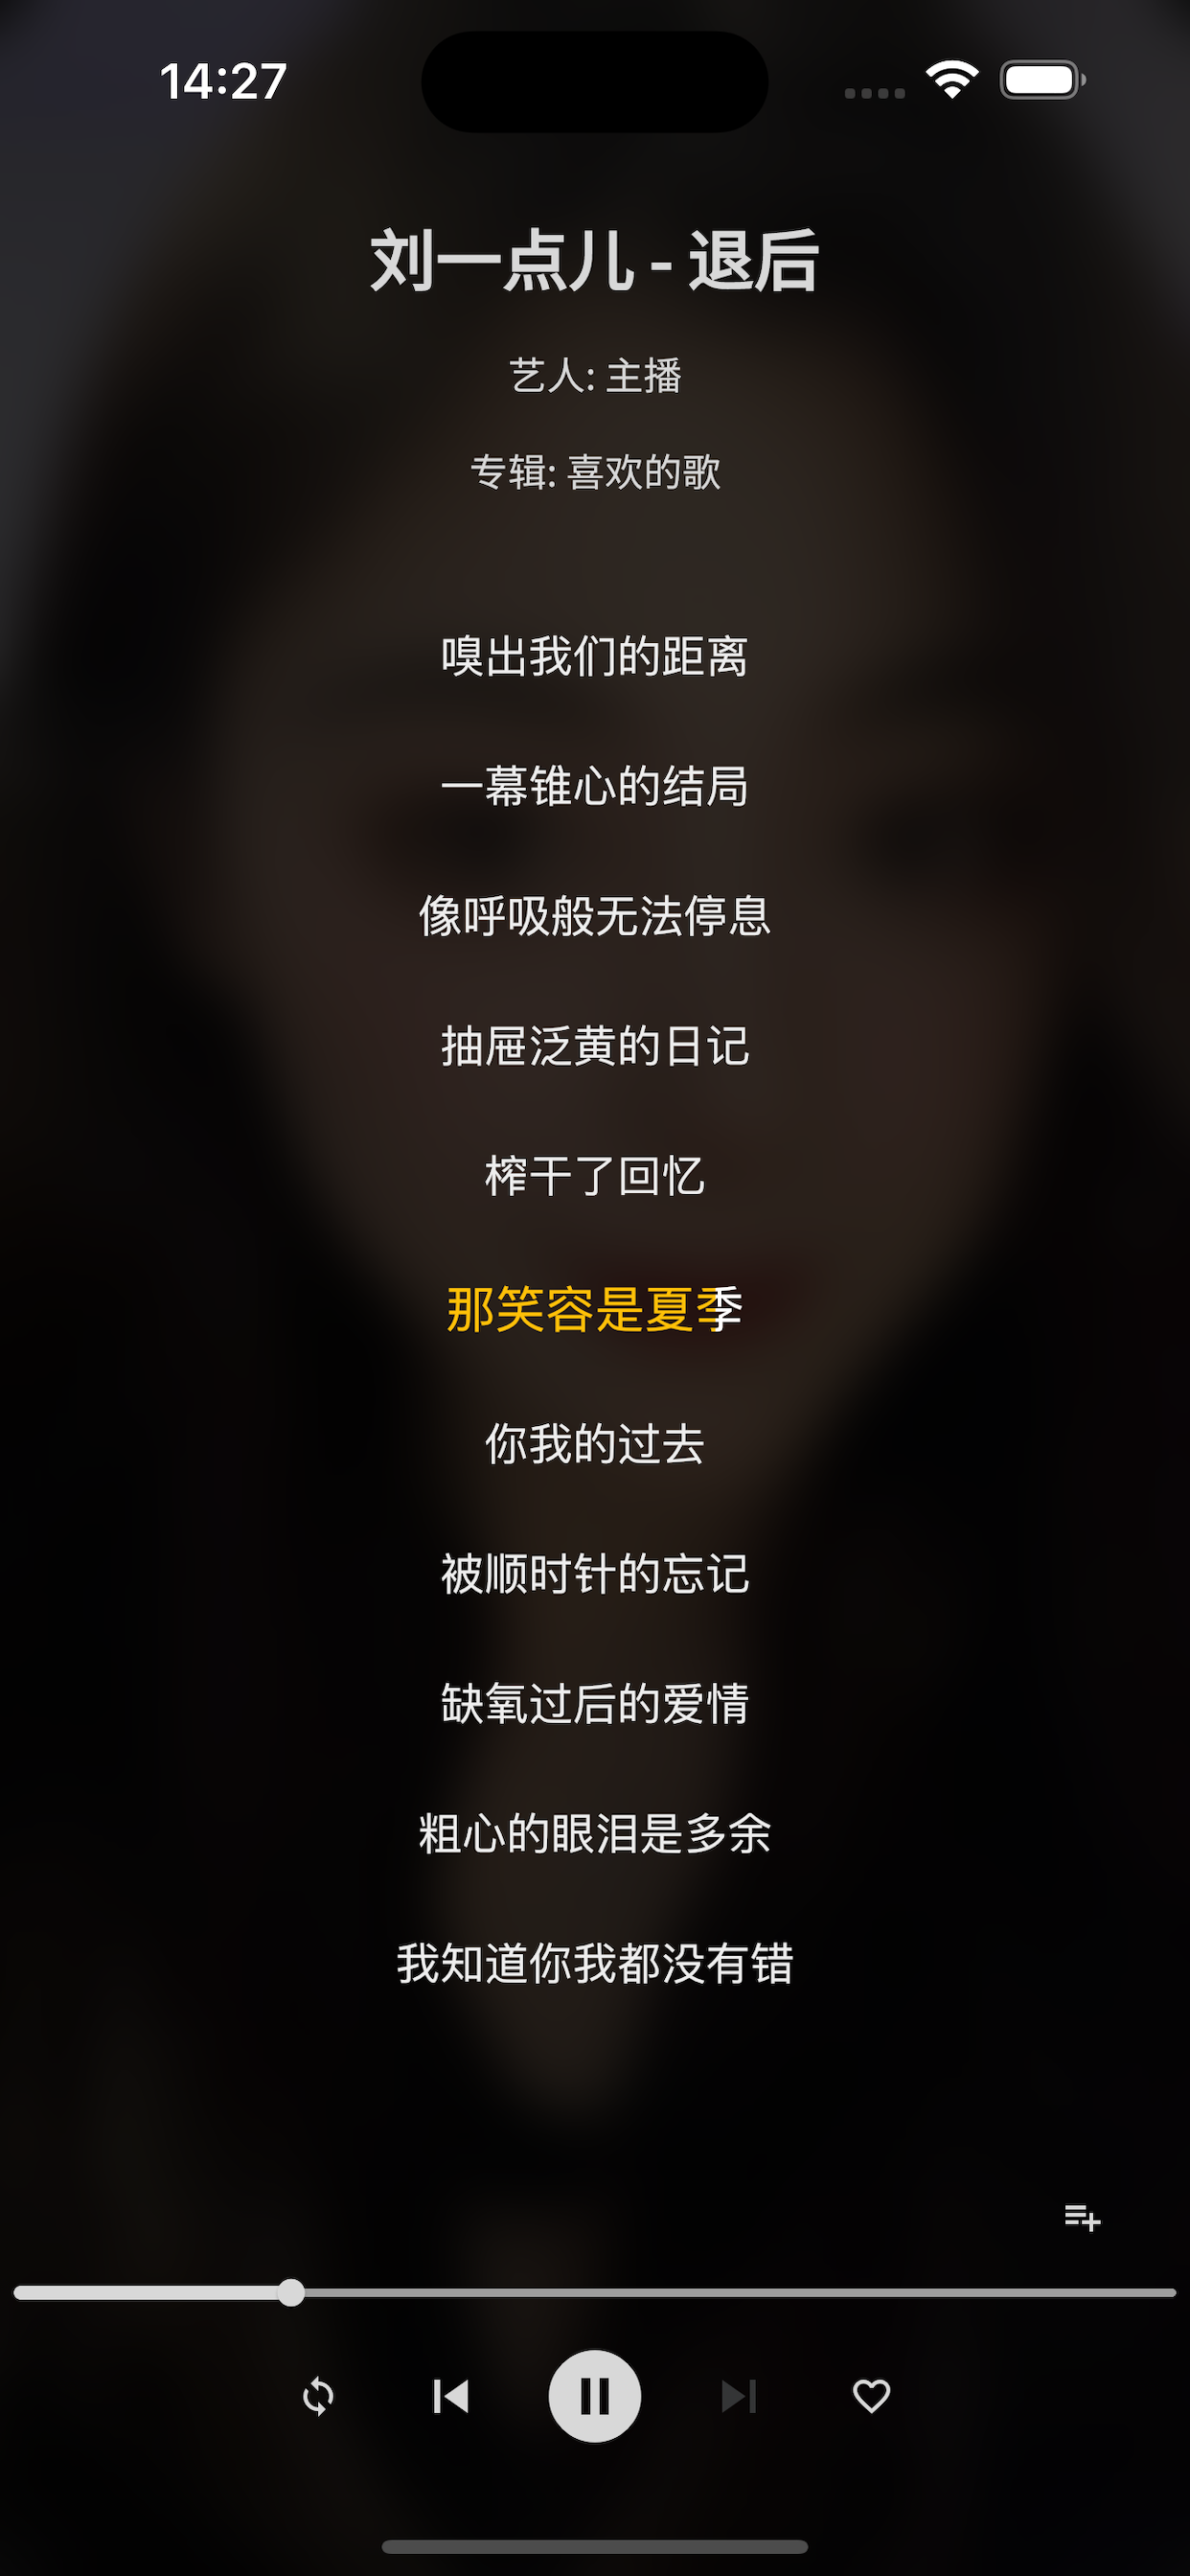 14:27
刘一点儿 - 退后
艺人: 主播
专辑: 喜欢的歌
嗅出我们的距离
一幕锥心的结局
像呼吸般无法停息
抽屉泛黄的日记
榨干了回忆
那笑容是夏季
你我的过去
被顺时针的忘记
缺氧过后的爱情
粗心的眼泪是多余
我知道你我都没有错